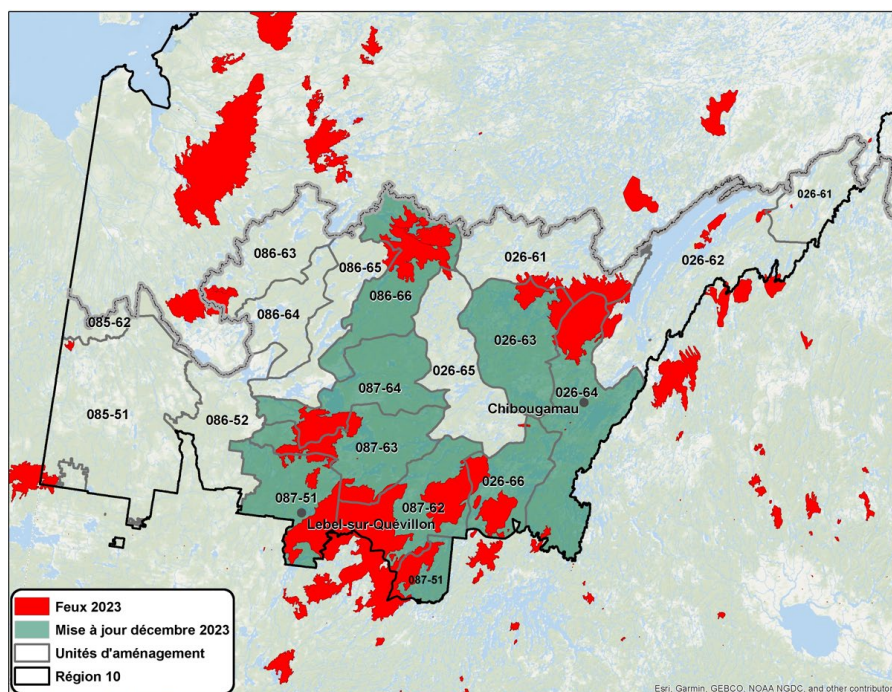 026-61
086-63
026-61
026-62
086-65
086-66
085-62
086-64
026-63
026-65
087-64
026-64
085-51
086-52
Chibougamau
087-63
026-66
087-51
087-62
Lebel-sur-Quévillon
087-51
Feux 2023
Mise à jour décembre 2023
Unités d'aménagement
Région 10
Esri, Garmin, GEBCO, NOAA NGDC, and other contributor